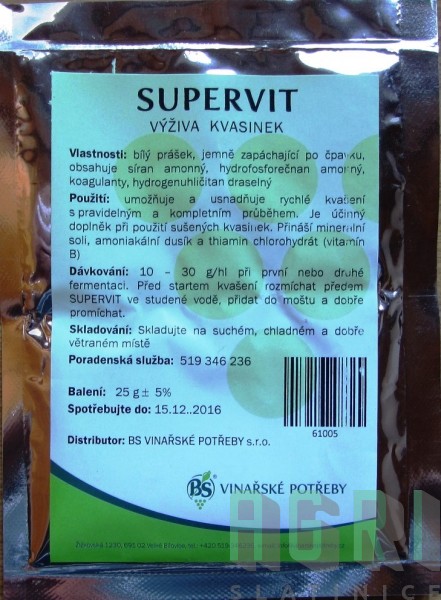 SUPERVIT
VÝŽIVA KVASINEK
Vlastnosti: bílý prášek, jemně zapáchající po čpavku,
obsahuje síran amonný, hydrofosforečnan amonný,
koagulanty, hydrogenuhličitan draselný
Použití: umožňuje a usnadňuje rychlé kvašení
s pravidelným a kompletním průběhem. Je účinný
doplněk při použití sušených kvasinek. Přináší minerální
soli, amoniakální dusík a thiamin chlorohydrát (vitamín
B)
Dávkování: 10 – 30 g/hl při první nebo druhé
fermentaci. Před startem kvašení rozmíchat předem
SUPERVIT ve studené vodě, přidat do moštu a dobře
promíchat.
Skladování: Skladujte na suchém, chladném a dobře
větraném místě
Poradenská služba: 519 346 236
Balení: 25 g± 5%
Spotřebujte do: 15.12..2016
61005
Distributor: BS VINAŘSKÉ POTŘEBY s.r.o.
BS® VINAŘSKÉ POTŘEBY
1230, 691 02
AGRI
SLATINICE